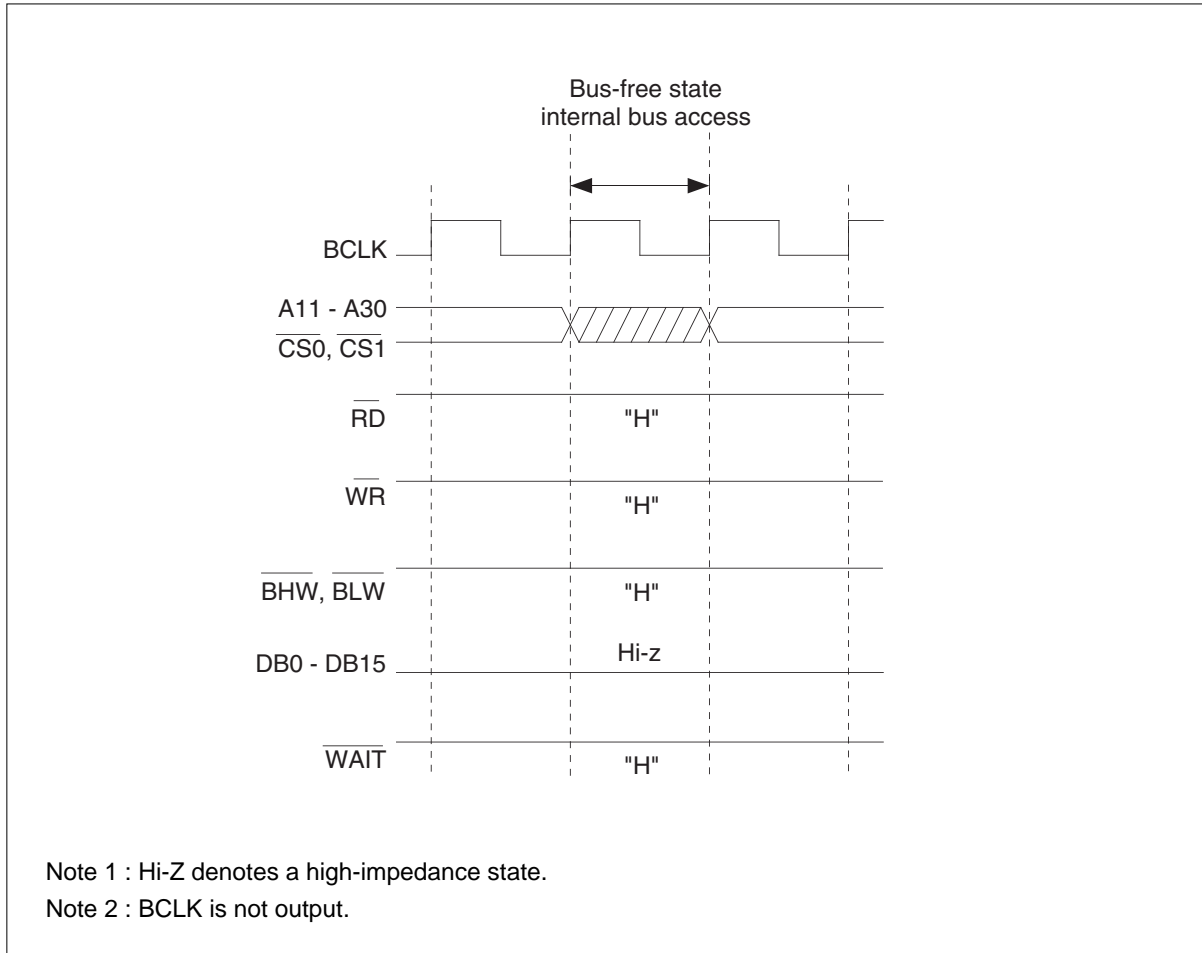 Bus-free state
internal bus access
BCLK
A11 - A30
CS0, CS1
RD
"H"
WR
"H"
BHW, BLW
"H"
DB0 - DB15
Hi-z
WAIT
"H"
Note 1 : Hi-Z denotes a high-impedance state.
Note 2 : BCLK is not output.